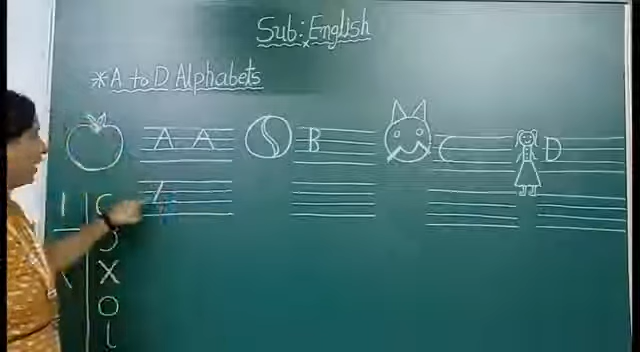 Sub: English
*A to D Alphabets
A A B C D
X
O